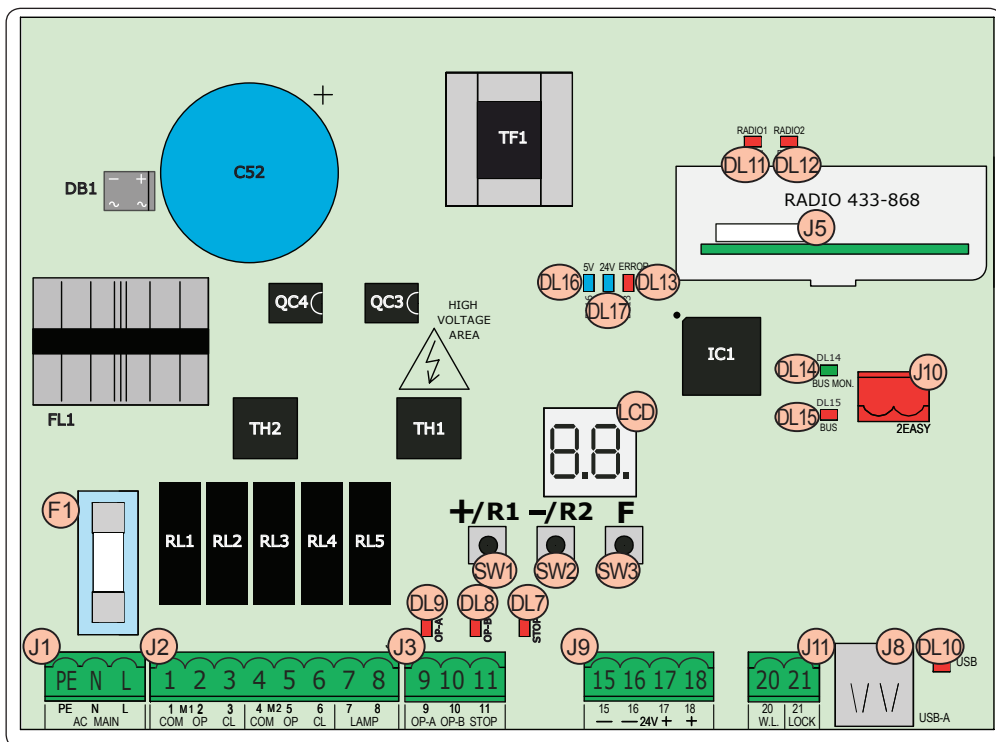 +
TF1
RADIO1 RADIO2
DL11 DL12
C52
DB1
- +
~ ~
RADIO 433-868
J5
5V 24V ERROR
DL16 DL13
DL17
QC4 QC3
HIGH
VOLTAGE
AREA
IC1
DL14 DL14
BUS MON.
J10
DL15 DL15
BUS
2EASY
FL1
TH2 TH1
LCD
8.8.
F1
+/R1 -/R2 F
RL1 RL2 RL3 RL4 RL5
SW1 SW2 SW3
DL9 DL8 DL7
OP-A OP-B STOP
J1 J2 J3 J9 J11 J8 DL10
USB
PE N L 1 2 3 4 5 6 7 8 9 10 11 15 16 17 18 20 21
PE N L 1 M1 2 3 4 M2 5 6 7 8 9 10 11 15 16 17 18 20 21
AC MAIN COM OP CL COM OP CL LAMP OP-A OP-B STOP — — 24V + + W.L. LOCK
USB-A